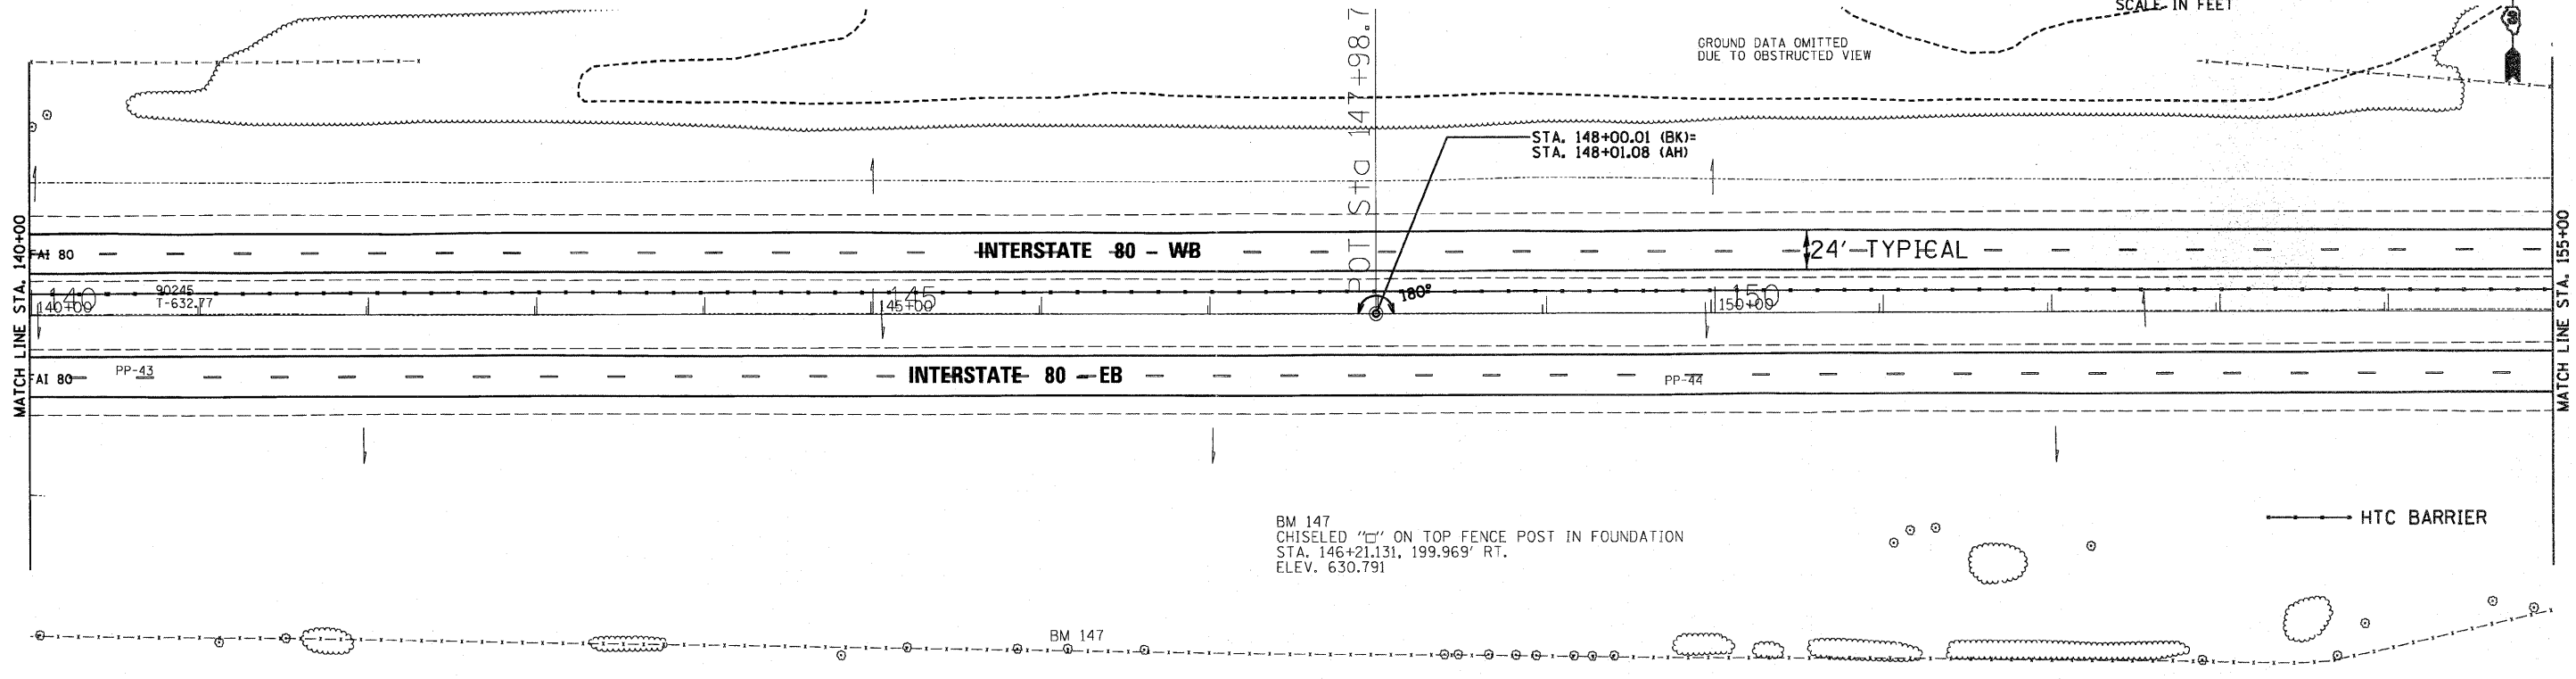 SCALE IN FEET
3
GROUND DATA OMITTED
DUE TO OBSTRUCTED VIEW
POT Sta 147+98.7
STA. 148+00.01 (BK)=
STA. 148+01.08 (AH)
MATCH LINE STA. 140+00
MATCH LINE STA. 155+00
FAI 80
INTERSTATE 80 - WB
24' TYPICAL
140
90245
T-632.77
140+00
145
145+00
180°
150
150+00
FAI 80
PP-43
INTERSTATE 80 - EB
PP-44
BM 147
CHISELED "□" ON TOP FENCE POST IN FOUNDATION
STA. 146+21.131, 199.969' RT.
ELEV. 630.791
HTC BARRIER
BM 147